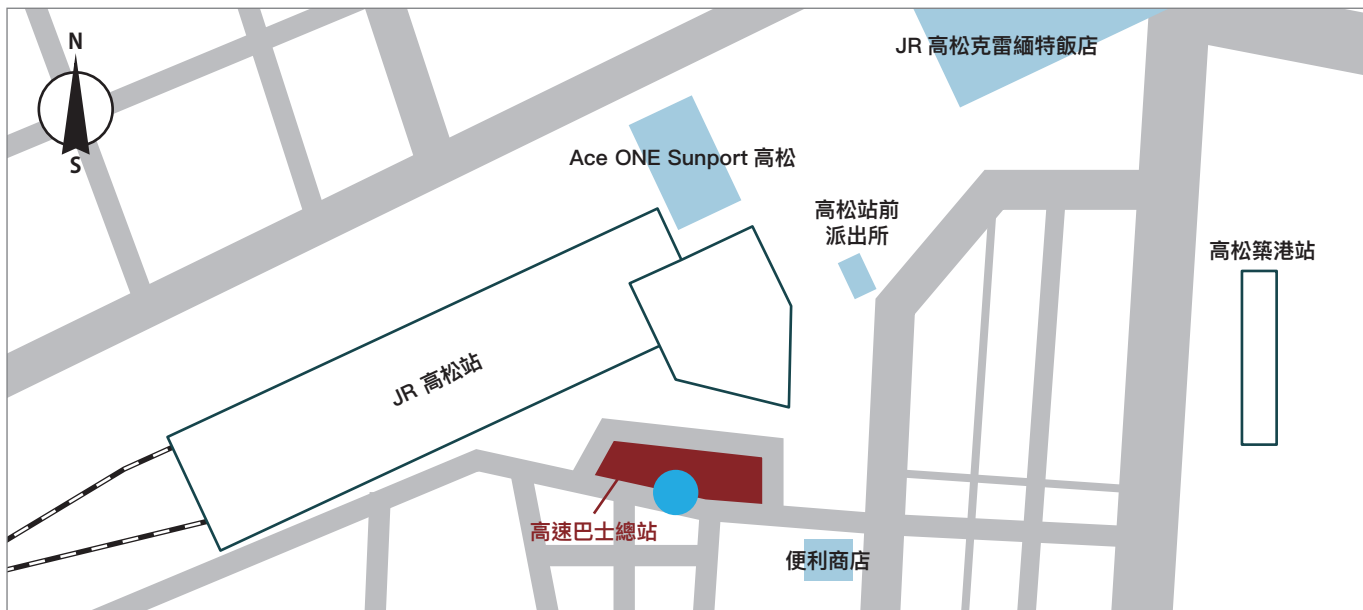 N
S
JR 高松克雷緬特飯店
Ace ONE Sunport 高松
高松站前
派出所
高松築港站
JR 高松站
高速巴士總站
便利商店